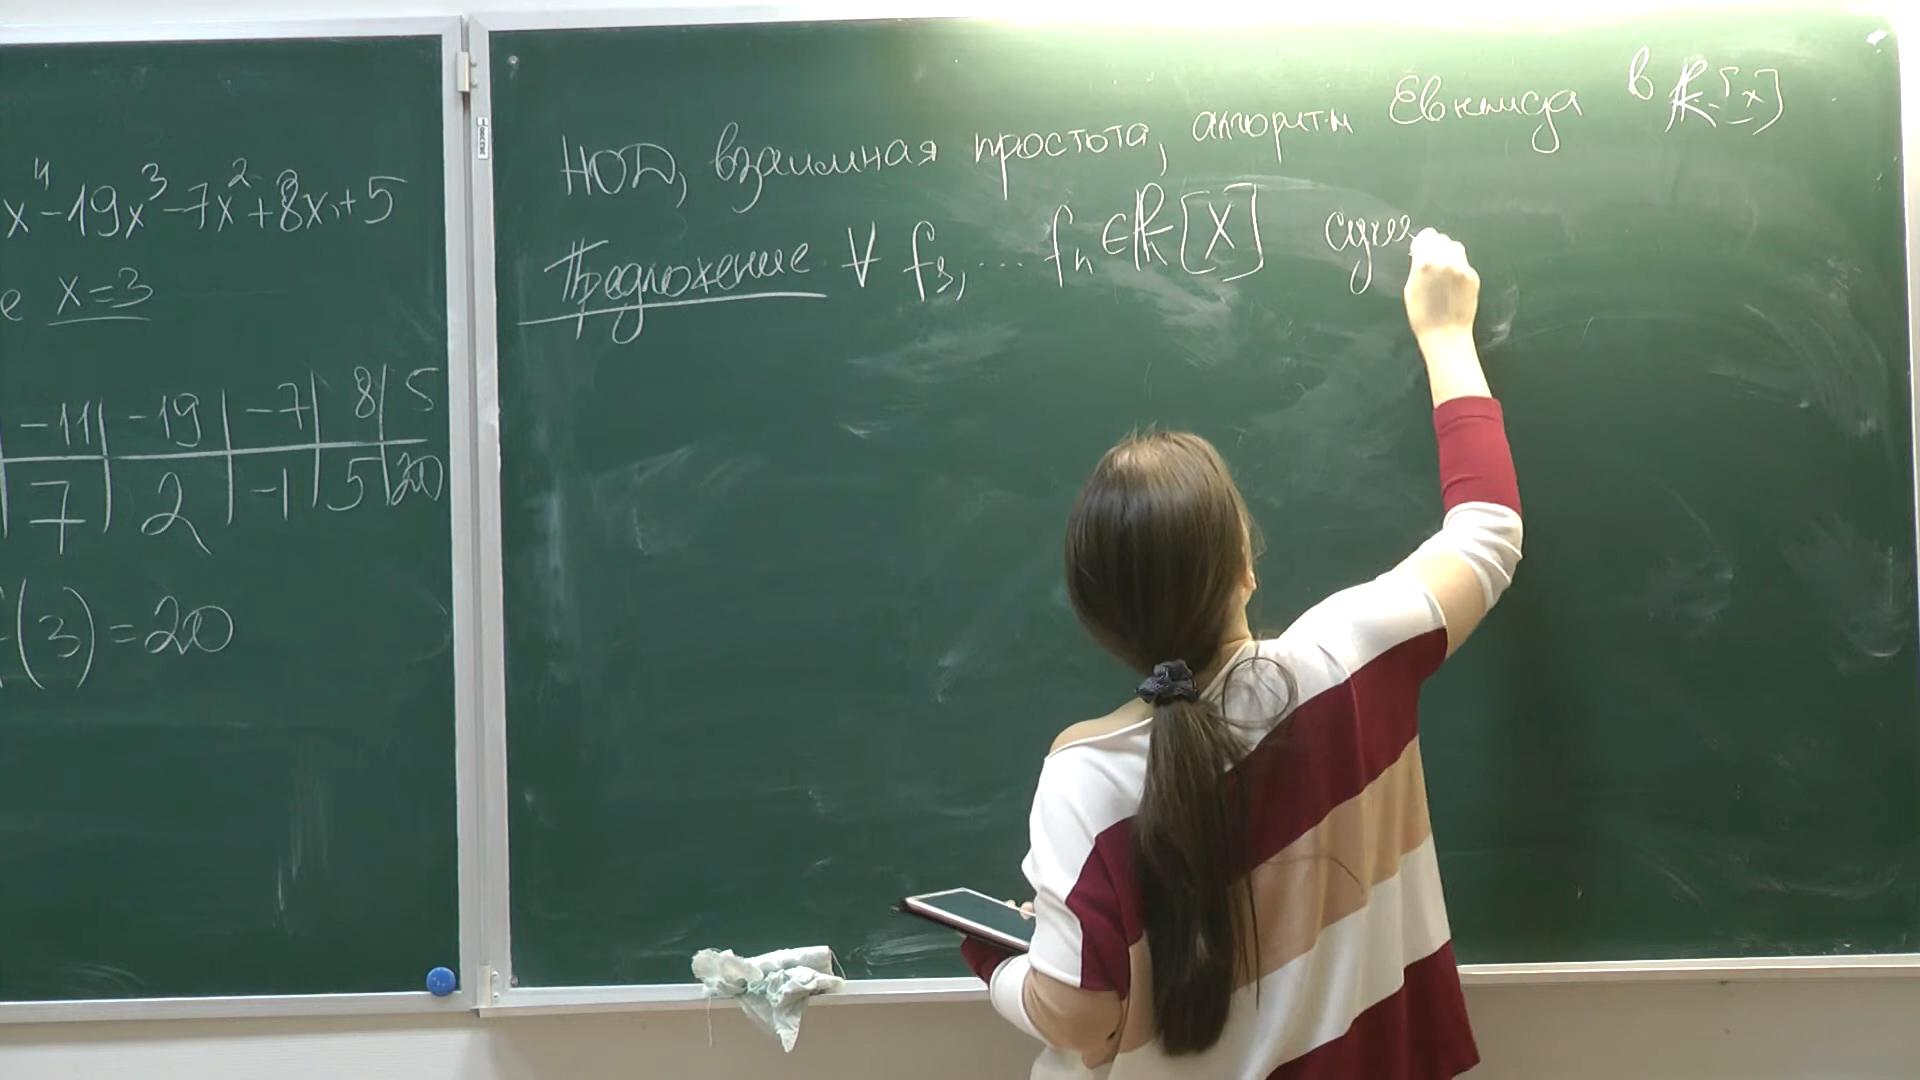 x⁴-19x³-7x²+8x+5
е x=3
-11 | -19 | -7 | 8 | 5
7 | 2 | -1 | 5 | 20
(3)=20
НОД, взаимная простота, алгоритм Евклида в k[x]
Предложение ∀ f₁, ... fₙ ∈ k[X] сущес